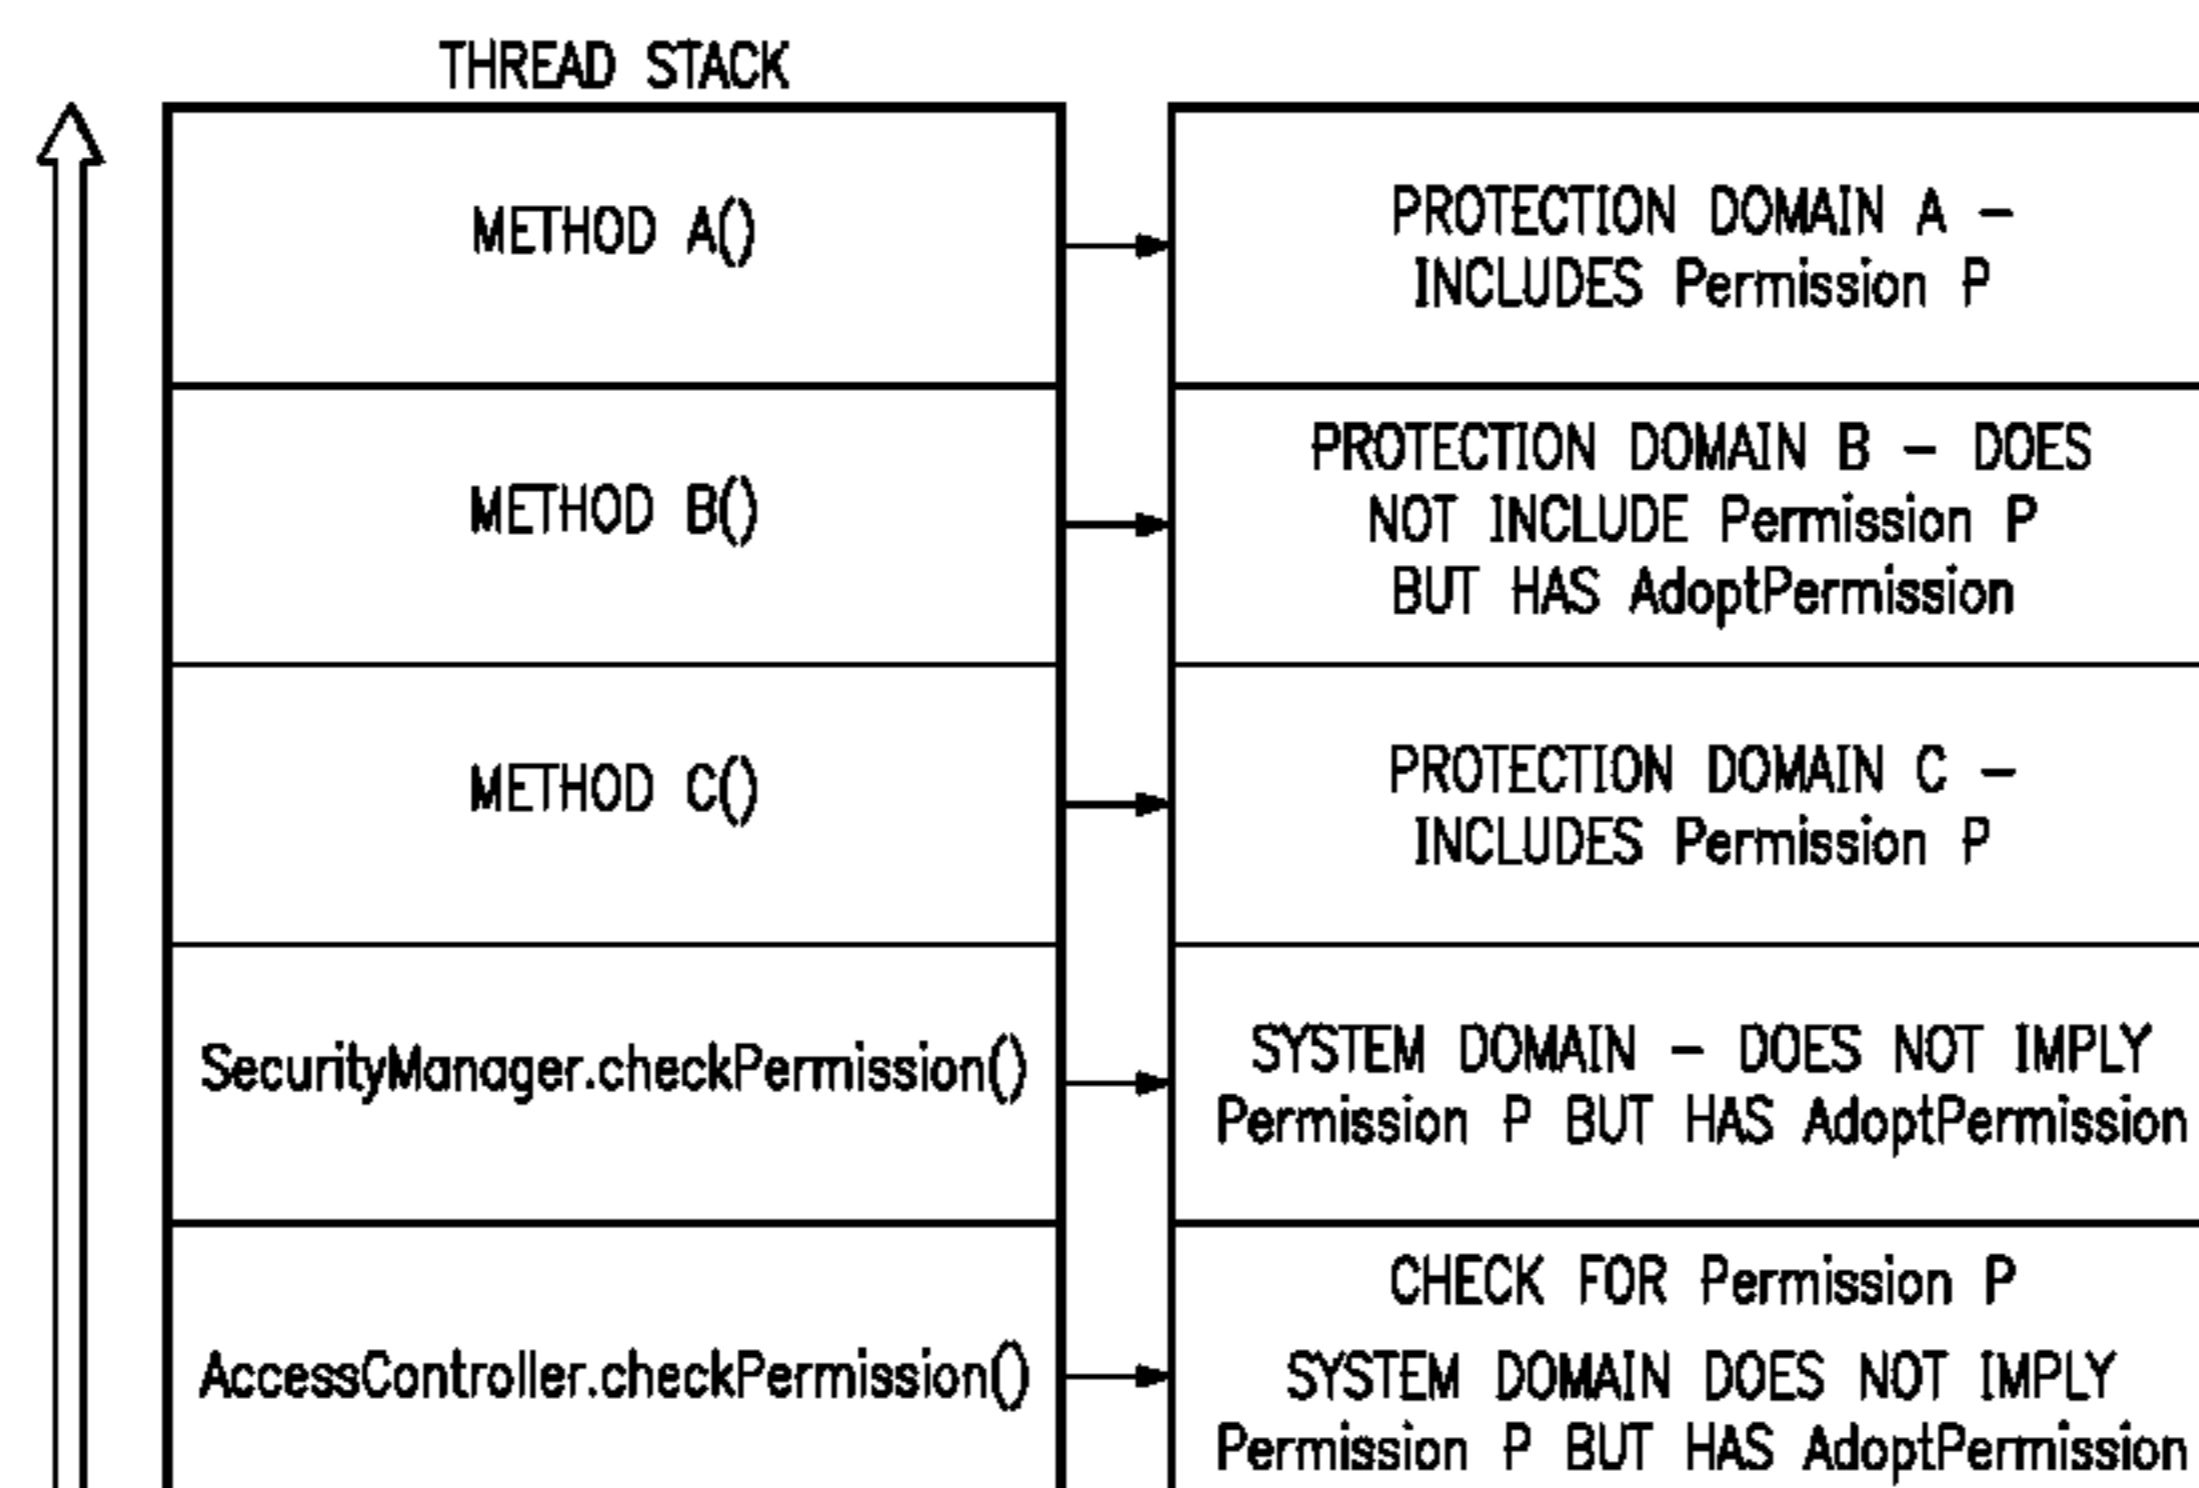 THREAD STACK
METHOD A()
PROTECTION DOMAIN A –
INCLUDES Permission P
METHOD B()
PROTECTION DOMAIN B – DOES
NOT INCLUDE Permission P
BUT HAS AdoptPermission
METHOD C()
PROTECTION DOMAIN C –
INCLUDES Permission P
SecurityManager.checkPermission()
SYSTEM DOMAIN – DOES NOT IMPLY
Permission P BUT HAS AdoptPermission
AccessController.checkPermission()
CHECK FOR Permission P
SYSTEM DOMAIN DOES NOT IMPLY
Permission P BUT HAS AdoptPermission